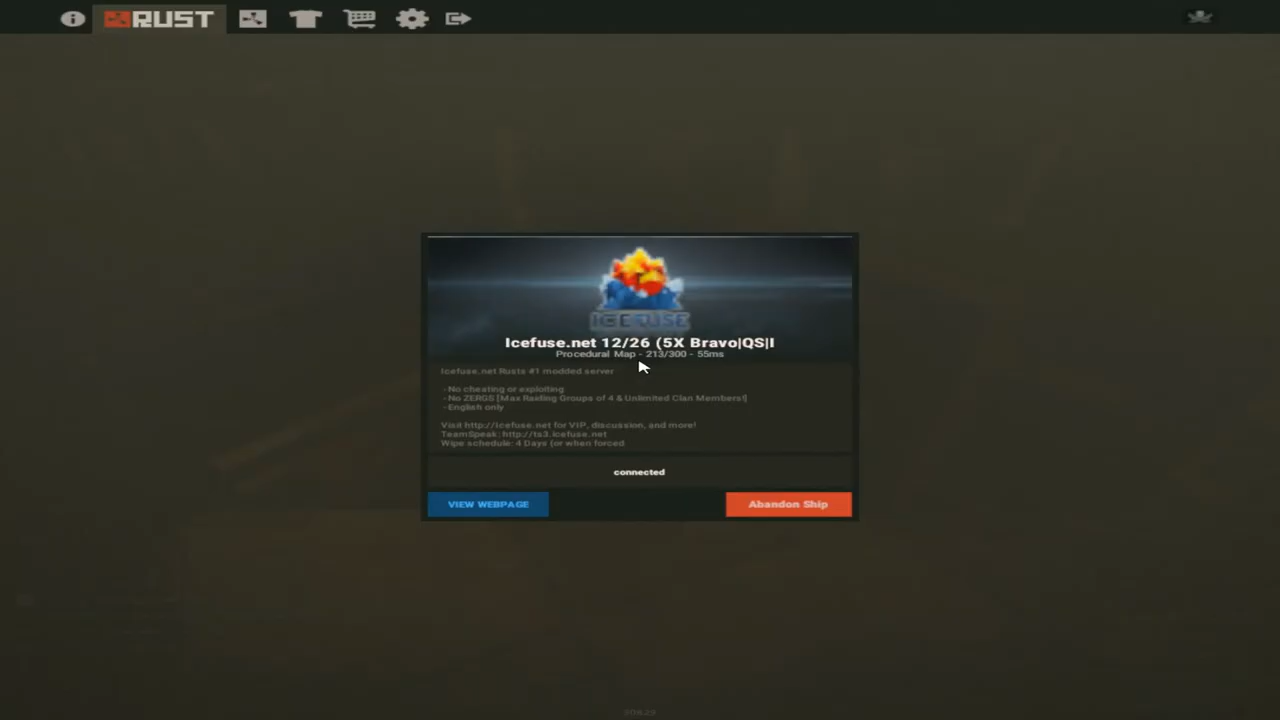 RUST
ICEFUSE
Icefuse.net 12/26 (5X Bravo|QS|I
Procedural Map - 213/300 - 55ms
Icefuse.net Rusts #1 modded server
- No cheating or exploiting
- No ZERGS [Max Raiding Groups of 4 & Unlimited Clan Members!]
- English only
Visit http://Icefuse.net for VIP, discussion, and more!
TeamSpeak: http://ts3.icefuse.net
Wipe schedule: 4 Days (or when forced
connected
VIEW WEBPAGE
Abandon Ship